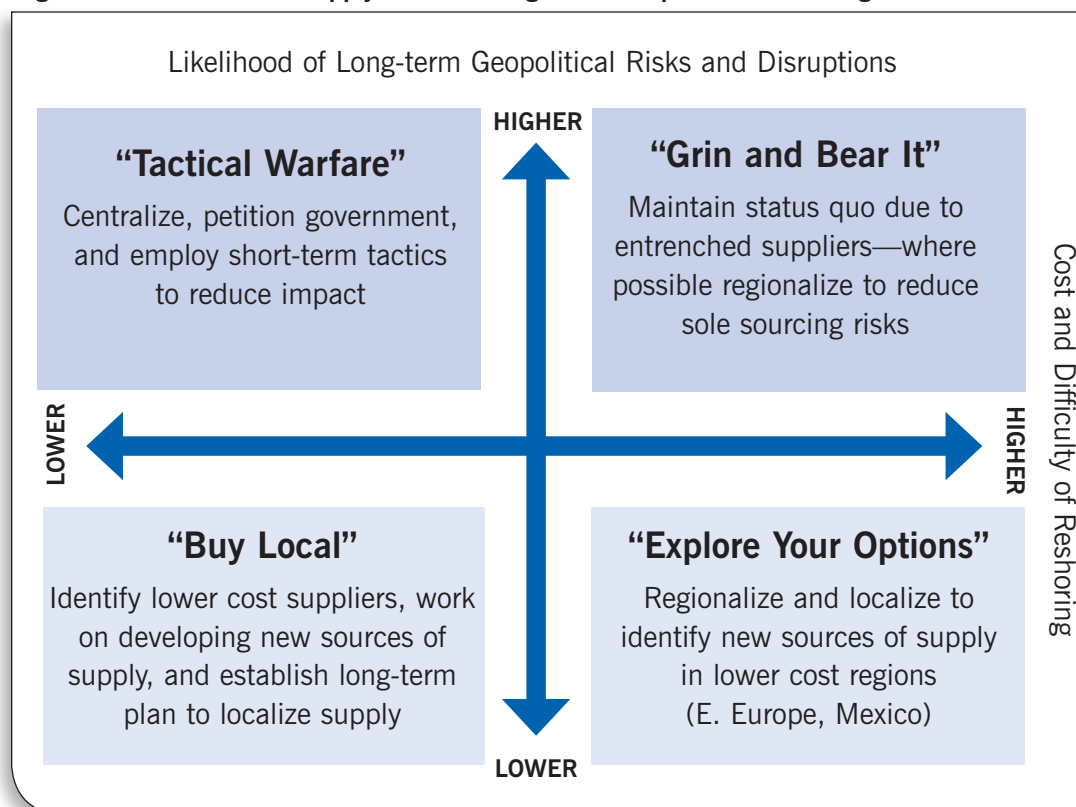 Likelihood of Long-term Geopolitical Risks and Disruptions
HIGHER
“Tactical Warfare”
Centralize, petition government,
and employ short-term tactics
to reduce impact
“Grin and Bear It”
Maintain status quo due to
entrenched suppliers—where
possible regionalize to reduce
sole sourcing risks
LOWER
HIGHER
Cost and Difficulty of Reshoring
“Buy Local”
Identify lower cost suppliers, work
on developing new sources of
supply, and establish long-term
plan to localize supply
“Explore Your Options”
Regionalize and localize to
identify new sources of supply
in lower cost regions
(E. Europe, Mexico)
LOWER